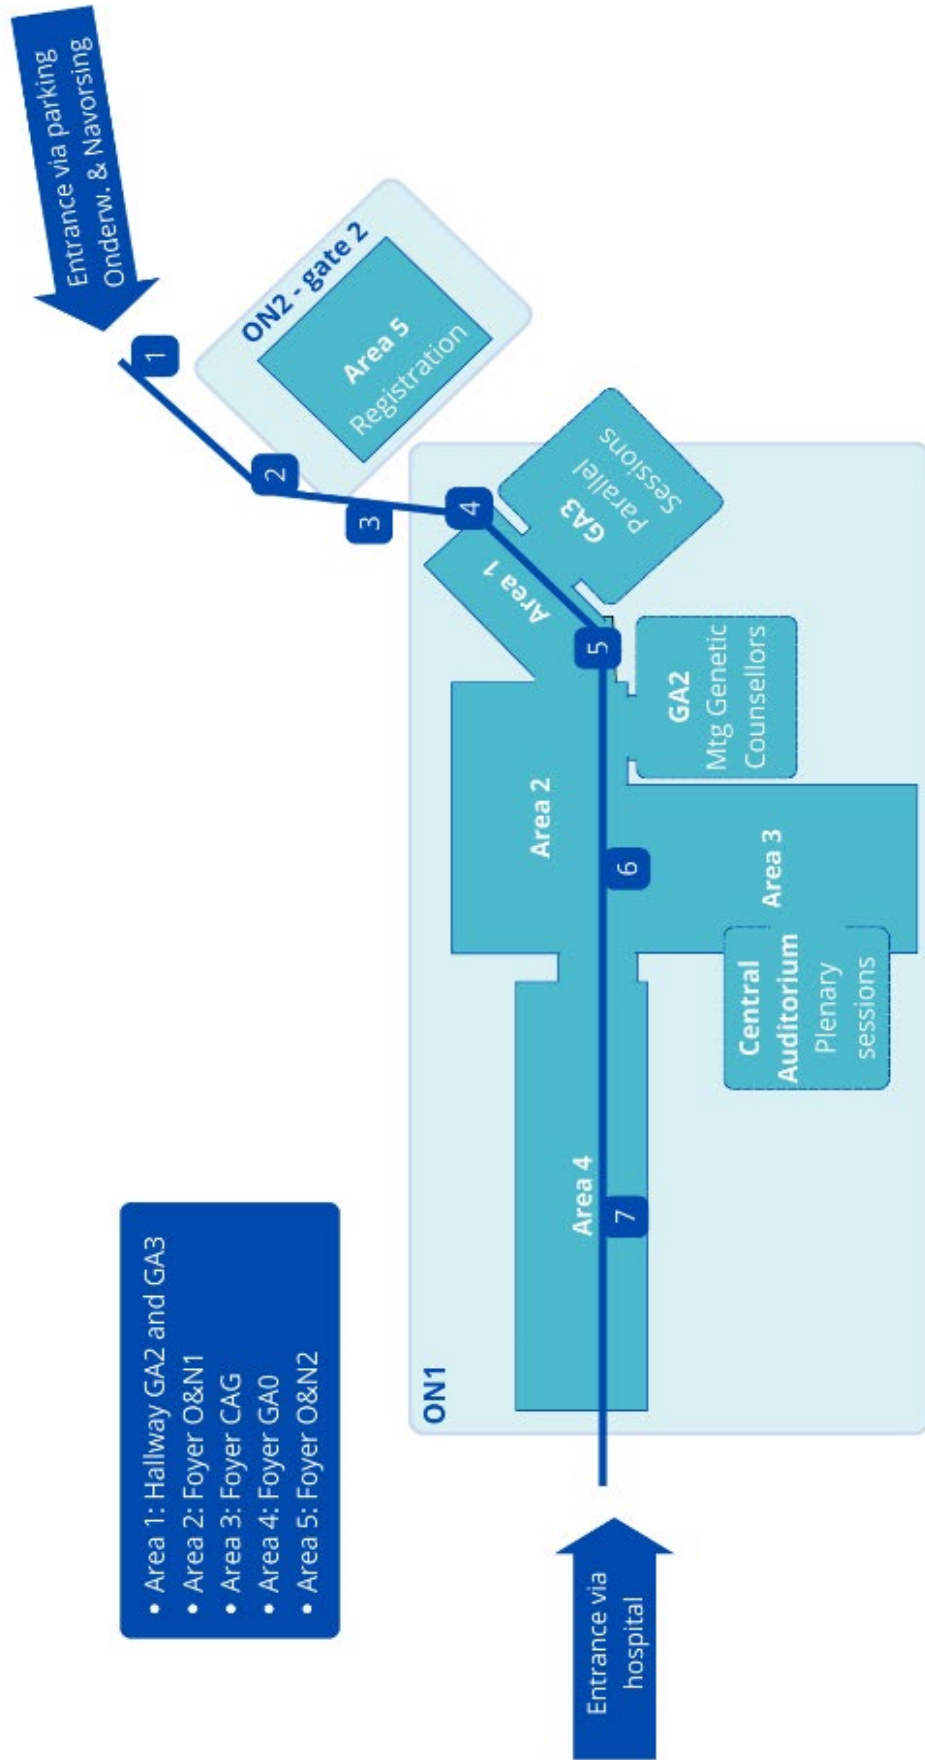 Entrance via parking
Onderw. & Navorsing
1
ON2 - gate 2
Area 5
Registration
2
3
4
Area 1
GA3
Parallel
Sessions
5
GA2
Mtg Genetic
Counsellors
Area 2
6
Area 3
Central
Auditorium
Plenary
sessions
Area 4
7
ON1
• Area 1: Hallway GA2 and GA3
• Area 2: Foyer O&N1
• Area 3: Foyer CAG
• Area 4: Foyer GA0
• Area 5: Foyer O&N2
Entrance via
hospital